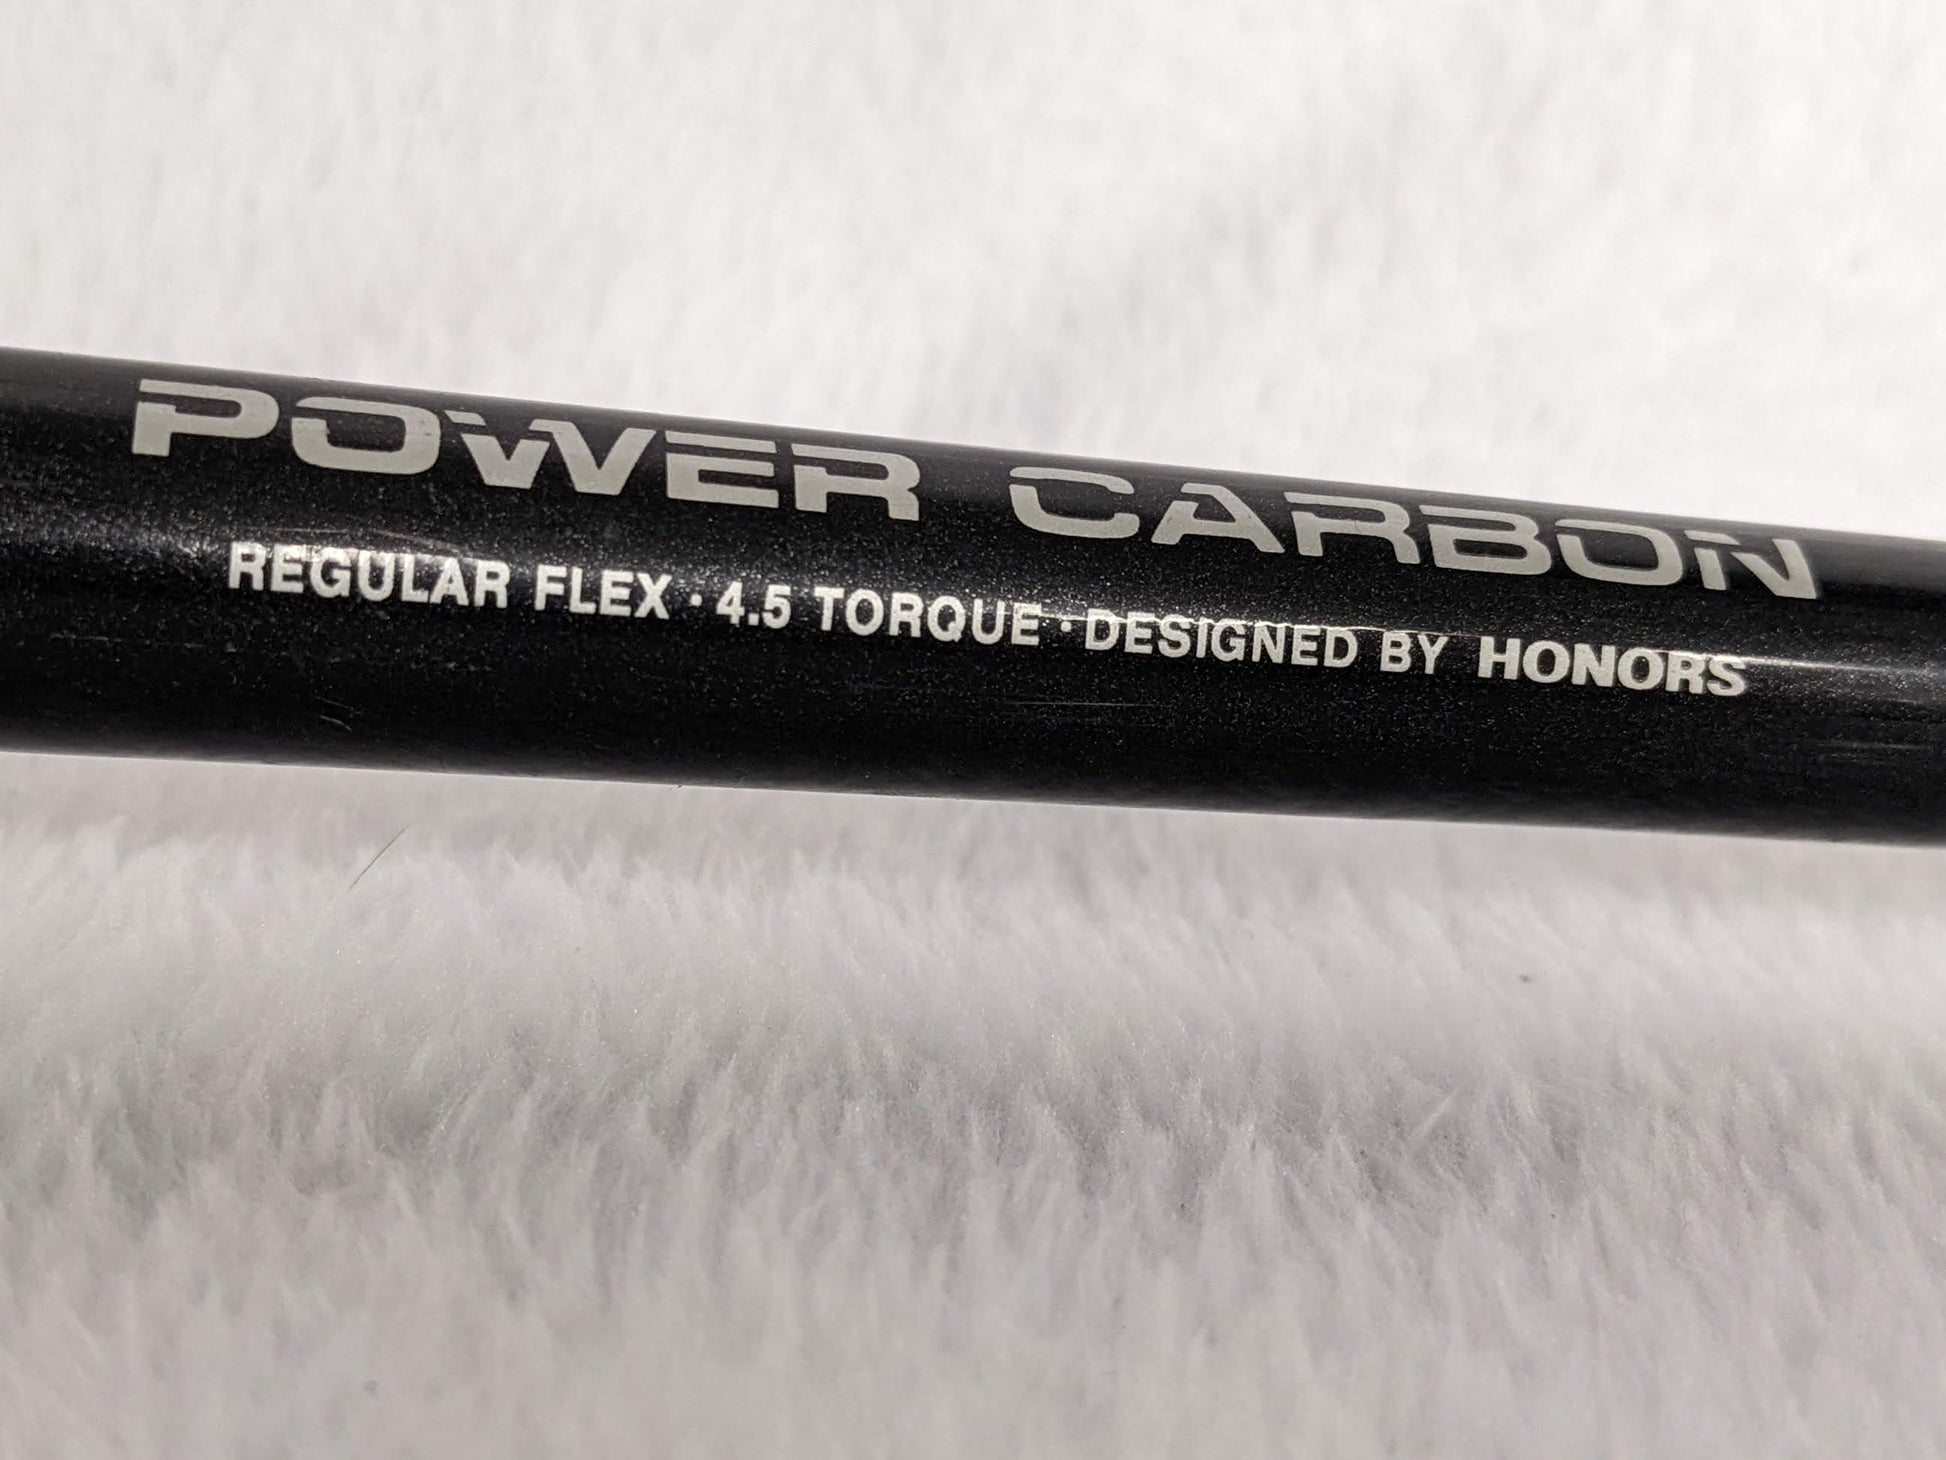 POWER CARBON
REGULAR FLEX · 4.5 TORQUE · DESIGNED BY HONORS